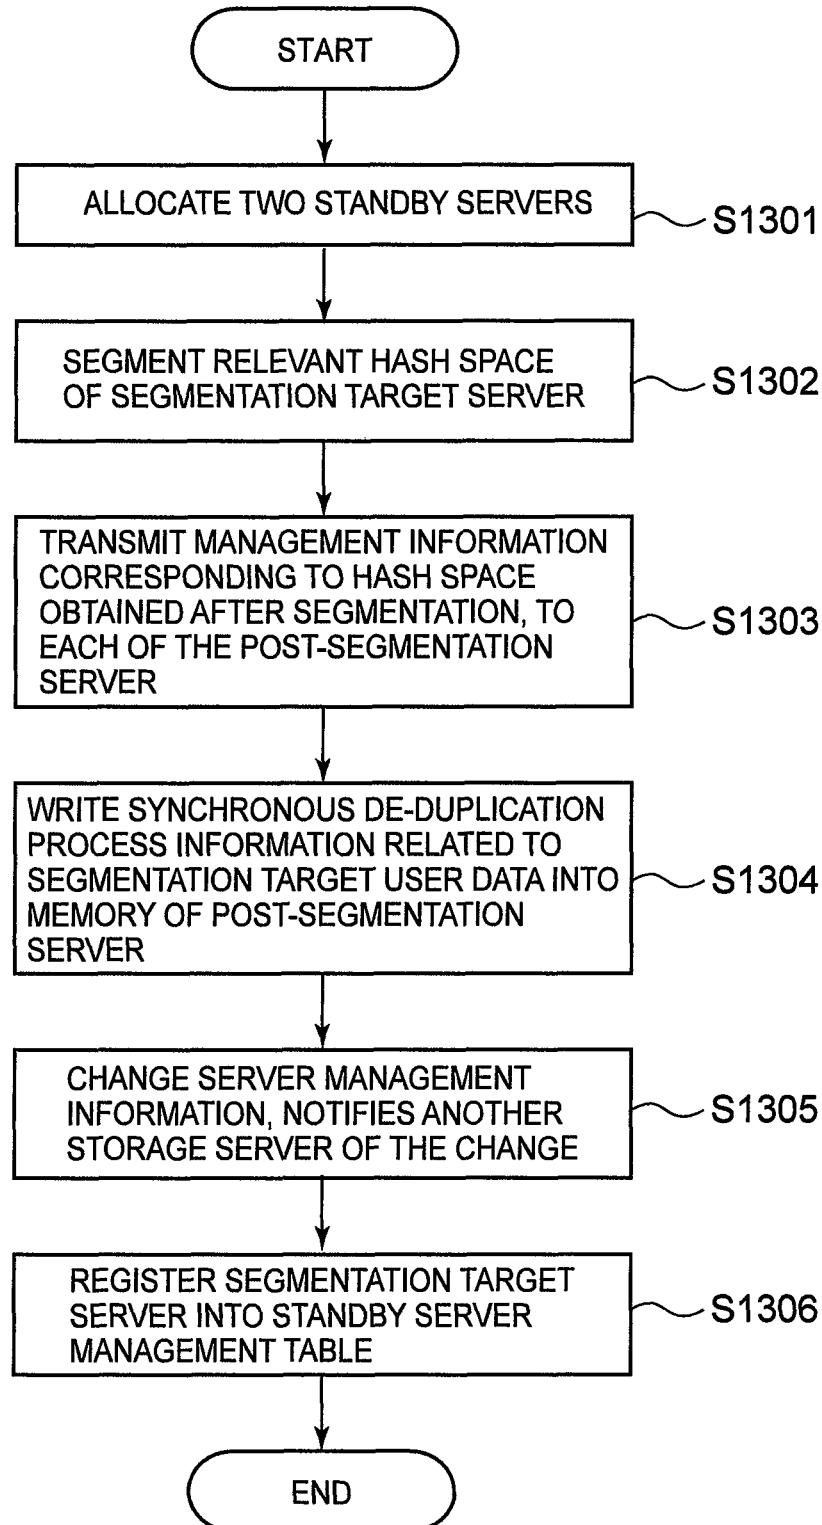 START
ALLOCATE TWO STANDBY SERVERS
S1301
SEGMENT RELEVANT HASH SPACE
OF SEGMENTATION TARGET SERVER
S1302
TRANSMIT MANAGEMENT INFORMATION
CORRESPONDING TO HASH SPACE
OBTAINED AFTER SEGMENTATION, TO
EACH OF THE POST-SEGMENTATION
SERVER
S1303
WRITE SYNCHRONOUS DE-DUPLICATION
PROCESS INFORMATION RELATED TO
SEGMENTATION TARGET USER DATA INTO
MEMORY OF POST-SEGMENTATION
SERVER
S1304
CHANGE SERVER MANAGEMENT
INFORMATION, NOTIFIES ANOTHER
STORAGE SERVER OF THE CHANGE
S1305
REGISTER SEGMENTATION TARGET
SERVER INTO STANDBY SERVER
MANAGEMENT TABLE
S1306
END